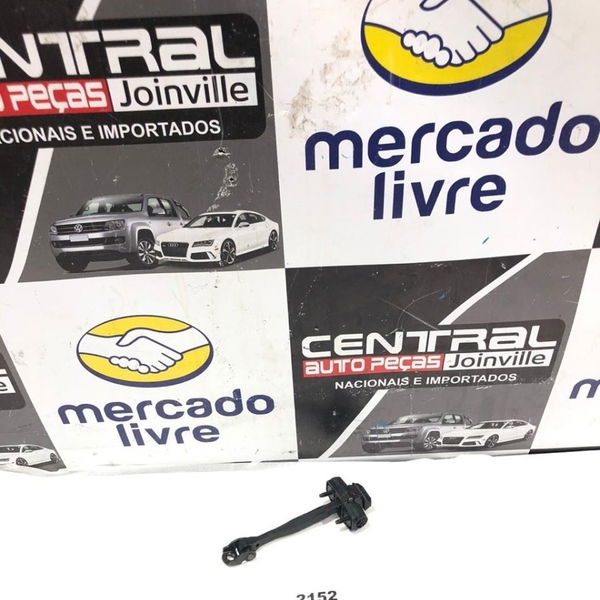 CENTRAL
AUTO PEÇAS Joinville
NACIONAIS E IMPORTADOS
mercado
livre
mercado
livre
CENTRAL
AUTO PEÇAS Joinville
NACIONAIS E IMPORTADOS
2152